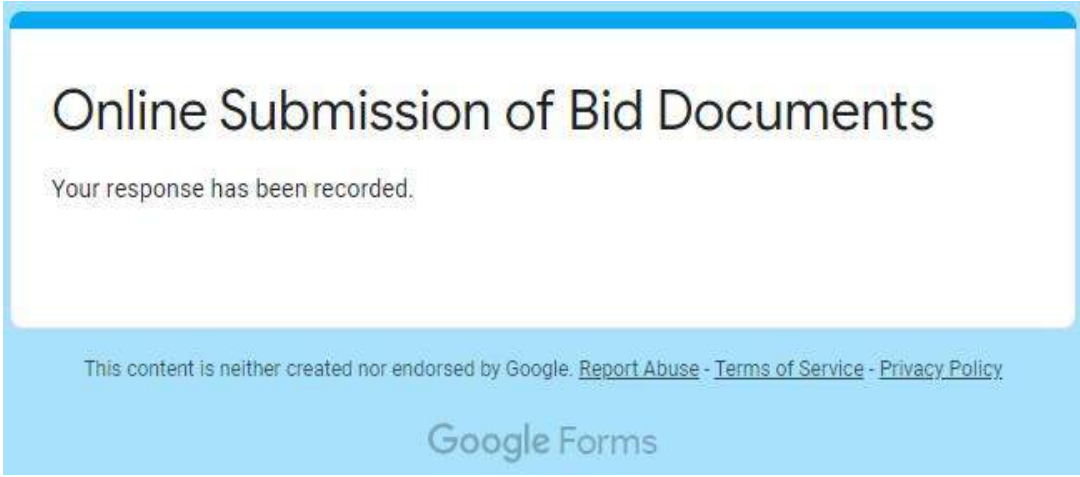 Online Submission of Bid Documents
Your response has been recorded.
This content is neither created nor endorsed by Google. Report Abuse - Terms of Service - Privacy Policy
Google Forms